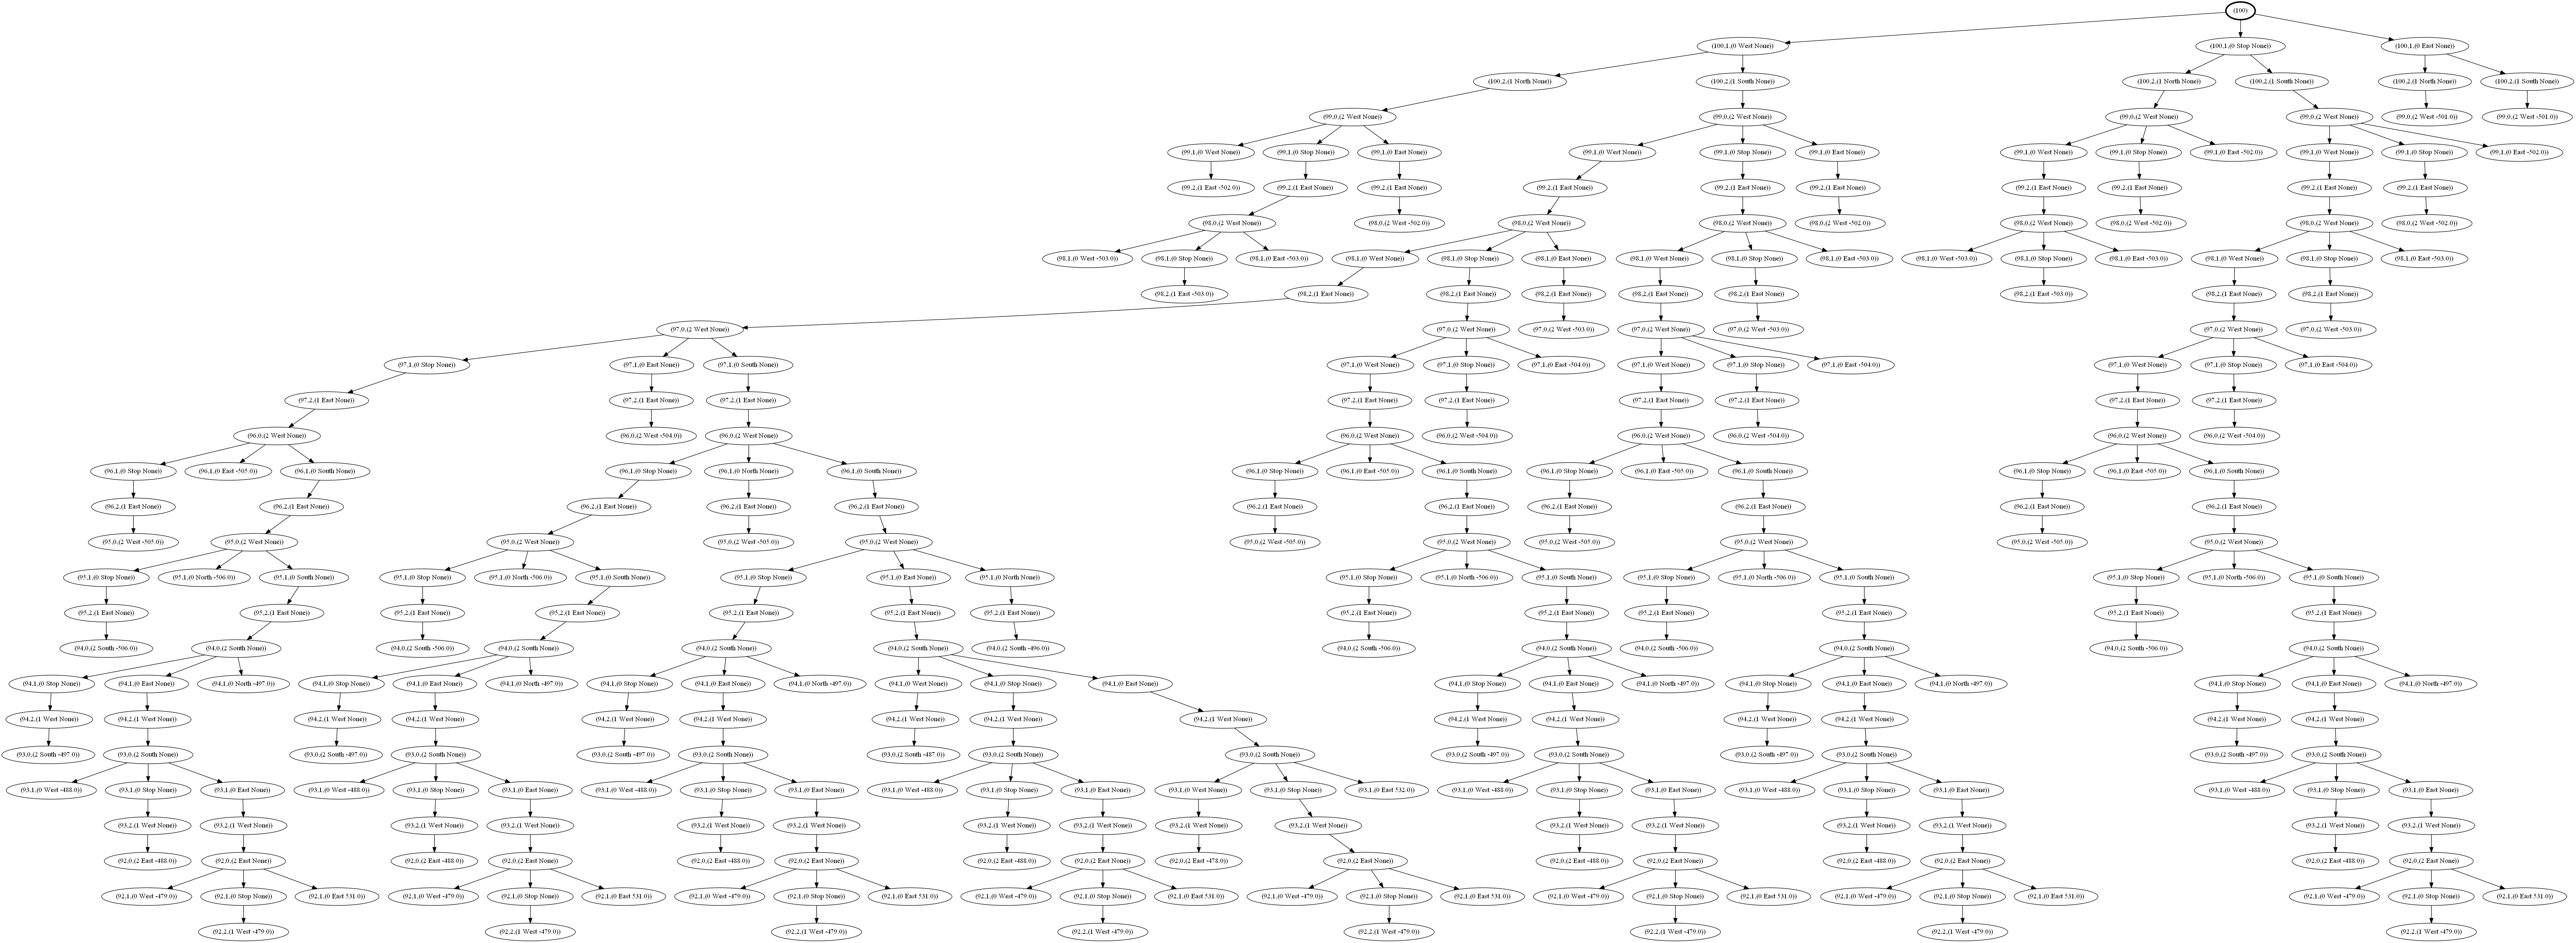 (100)
(100,1,(0 West None)) (100,1,(0 Stop None)) (100,1,(0 East None))
(100,2,(1 North None)) (100,2,(1 South None)) (100,2,(1 North None)) (100,2,(1 South None)) (100,2,(1 North None)) (100,2,(1 South None))
(99,0,(2 West None)) (99,0,(2 West None)) (99,0,(2 West None)) (99,0,(2 West None)) (99,0,(2 West -501.0)) (99,0,(2 West -501.0))
(99,1,(0 West None)) (99,1,(0 Stop None)) (99,1,(0 East None)) (99,1,(0 West None)) (99,1,(0 Stop None)) (99,1,(0 East None)) (99,1,(0 West None)) (99,1,(0 Stop None)) (99,1,(0 East -502.0)) (99,1,(0 West None)) (99,1,(0 Stop None)) (99,1,(0 East -502.0))
(99,2,(1 East -502.0)) (99,2,(1 East None)) (99,2,(1 East None)) (99,2,(1 East None)) (99,2,(1 East None)) (99,2,(1 East None)) (99,2,(1 East None)) (99,2,(1 East None)) (99,2,(1 East None)) (99,2,(1 East None))
(98,0,(2 West None)) (98,0,(2 West -502.0)) (98,0,(2 West None)) (98,0,(2 West None)) (98,0,(2 West -502.0)) (98,0,(2 West None)) (98,0,(2 West -502.0)) (98,0,(2 West None)) (98,0,(2 West -502.0))
(98,1,(0 West -503.0)) (98,1,(0 Stop None)) (98,1,(0 East -503.0)) (98,1,(0 West None)) (98,1,(0 Stop None)) (98,1,(0 East None)) (98,1,(0 West None)) (98,1,(0 Stop None)) (98,1,(0 East -503.0)) (98,1,(0 West -503.0)) (98,1,(0 Stop None)) (98,1,(0 East -503.0)) (98,1,(0 West None)) (98,1,(0 Stop None)) (98,1,(0 East -503.0))
(98,2,(1 East -503.0)) (98,2,(1 East None)) (98,2,(1 East None)) (98,2,(1 East None)) (98,2,(1 East None)) (98,2,(1 East None)) (98,2,(1 East -503.0)) (98,2,(1 East None)) (98,2,(1 East None))
(97,0,(2 West None)) (97,0,(2 West None)) (97,0,(2 West -503.0)) (97,0,(2 West None)) (97,0,(2 West -503.0)) (97,0,(2 West None)) (97,0,(2 West -503.0))
(97,1,(0 Stop None)) (97,1,(0 East None)) (97,1,(0 South None)) (97,1,(0 West None)) (97,1,(0 Stop None)) (97,1,(0 East -504.0)) (97,1,(0 West None)) (97,1,(0 Stop None)) (97,1,(0 East -504.0)) (97,1,(0 West None)) (97,1,(0 Stop None)) (97,1,(0 East -504.0))
(97,2,(1 East None)) (97,2,(1 East None)) (97,2,(1 East None)) (97,2,(1 East None)) (97,2,(1 East None)) (97,2,(1 East None)) (97,2,(1 East None)) (97,2,(1 East None)) (97,2,(1 East None))
(96,0,(2 West None)) (96,0,(2 West -504.0)) (96,0,(2 West None)) (96,0,(2 West None)) (96,0,(2 West -504.0)) (96,0,(2 West None)) (96,0,(2 West -504.0)) (96,0,(2 West None)) (96,0,(2 West -504.0))
(96,1,(0 Stop None)) (96,1,(0 East -505.0)) (96,1,(0 South None)) (96,1,(0 Stop None)) (96,1,(0 North None)) (96,1,(0 South None)) (96,1,(0 Stop None)) (96,1,(0 East -505.0)) (96,1,(0 South None)) (96,1,(0 Stop None)) (96,1,(0 East -505.0)) (96,1,(0 South None)) (96,1,(0 Stop None)) (96,1,(0 East -505.0)) (96,1,(0 South None))
(96,2,(1 East None)) (96,2,(1 East None)) (96,2,(1 East None)) (96,2,(1 East None)) (96,2,(1 East None)) (96,2,(1 East None)) (96,2,(1 East None)) (96,2,(1 East None)) (96,2,(1 East None)) (96,2,(1 East None)) (96,2,(1 East None))
(95,0,(2 West -505.0)) (95,0,(2 West None)) (95,0,(2 West None)) (95,0,(2 West -505.0)) (95,0,(2 West None)) (95,0,(2 West -505.0)) (95,0,(2 West None)) (95,0,(2 West -505.0)) (95,0,(2 West None)) (95,0,(2 West -505.0)) (95,0,(2 West None))
(95,1,(0 Stop None)) (95,1,(0 North -506.0)) (95,1,(0 South None)) (95,1,(0 Stop None)) (95,1,(0 North -506.0)) (95,1,(0 South None)) (95,1,(0 Stop None)) (95,1,(0 East None)) (95,1,(0 North None)) (95,1,(0 Stop None)) (95,1,(0 North -506.0)) (95,1,(0 South None)) (95,1,(0 Stop None)) (95,1,(0 North -506.0)) (95,1,(0 South None)) (95,1,(0 Stop None)) (95,1,(0 North -506.0)) (95,1,(0 South None))
(95,2,(1 East None)) (95,2,(1 East None)) (95,2,(1 East None)) (95,2,(1 East None)) (95,2,(1 East None)) (95,2,(1 East None)) (95,2,(1 East None)) (95,2,(1 East None)) (95,2,(1 East None)) (95,2,(1 East None)) (95,2,(1 East None)) (95,2,(1 East None)) (95,2,(1 East None))
(94,0,(2 South -506.0)) (94,0,(2 South None)) (94,0,(2 South -506.0)) (94,0,(2 South None)) (94,0,(2 South None)) (94,0,(2 South None)) (94,0,(2 South -496.0)) (94,0,(2 South -506.0)) (94,0,(2 South None)) (94,0,(2 South -506.0)) (94,0,(2 South None)) (94,0,(2 South -506.0)) (94,0,(2 South None))
(94,1,(0 Stop None)) (94,1,(0 East None)) (94,1,(0 North -497.0)) (94,1,(0 Stop None)) (94,1,(0 East None)) (94,1,(0 North -497.0)) (94,1,(0 Stop None)) (94,1,(0 East None)) (94,1,(0 North -497.0)) (94,1,(0 West None)) (94,1,(0 Stop None)) (94,1,(0 East None)) (94,1,(0 Stop None)) (94,1,(0 East None)) (94,1,(0 North -497.0)) (94,1,(0 Stop None)) (94,1,(0 East None)) (94,1,(0 North -497.0)) (94,1,(0 Stop None)) (94,1,(0 East None)) (94,1,(0 North -497.0))
(94,2,(1 West None)) (94,2,(1 West None)) (94,2,(1 West None)) (94,2,(1 West None)) (94,2,(1 West None)) (94,2,(1 West None)) (94,2,(1 West None)) (94,2,(1 West None)) (94,2,(1 West None)) (94,2,(1 West None)) (94,2,(1 West None)) (94,2,(1 West None)) (94,2,(1 West None)) (94,2,(1 West None)) (94,2,(1 West None))
(93,0,(2 South -497.0)) (93,0,(2 South None)) (93,0,(2 South -497.0)) (93,0,(2 South None)) (93,0,(2 South -497.0)) (93,0,(2 South None)) (93,0,(2 South -487.0)) (93,0,(2 South None)) (93,0,(2 South None)) (93,0,(2 South -497.0)) (93,0,(2 South None)) (93,0,(2 South -497.0)) (93,0,(2 South None)) (93,0,(2 South -497.0)) (93,0,(2 South None))
(93,1,(0 West -488.0)) (93,1,(0 Stop None)) (93,1,(0 East None)) (93,1,(0 West -488.0)) (93,1,(0 Stop None)) (93,1,(0 East None)) (93,1,(0 West -488.0)) (93,1,(0 Stop None)) (93,1,(0 East None)) (93,1,(0 West -488.0)) (93,1,(0 Stop None)) (93,1,(0 East None)) (93,1,(0 West None)) (93,1,(0 Stop None)) (93,1,(0 East 532.0)) (93,1,(0 West -488.0)) (93,1,(0 Stop None)) (93,1,(0 East None)) (93,1,(0 West -488.0)) (93,1,(0 Stop None)) (93,1,(0 East None)) (93,1,(0 West -488.0)) (93,1,(0 Stop None)) (93,1,(0 East None))
(93,2,(1 West None)) (93,2,(1 West None)) (93,2,(1 West None)) (93,2,(1 West None)) (93,2,(1 West None)) (93,2,(1 West None)) (93,2,(1 West None)) (93,2,(1 West None)) (93,2,(1 West None)) (93,2,(1 West None)) (93,2,(1 West None)) (93,2,(1 West None)) (93,2,(1 West None)) (93,2,(1 West None)) (93,2,(1 West None)) (93,2,(1 West None))
(92,0,(2 East -488.0)) (92,0,(2 East None)) (92,0,(2 East -488.0)) (92,0,(2 East None)) (92,0,(2 East -488.0)) (92,0,(2 East None)) (92,0,(2 East -488.0)) (92,0,(2 East None)) (92,0,(2 East -478.0)) (92,0,(2 East None)) (92,0,(2 East -488.0)) (92,0,(2 East None)) (92,0,(2 East -488.0)) (92,0,(2 East None)) (92,0,(2 East -488.0)) (92,0,(2 East None))
(92,1,(0 West -479.0)) (92,1,(0 Stop None)) (92,1,(0 East 531.0)) (92,1,(0 West -479.0)) (92,1,(0 Stop None)) (92,1,(0 East 531.0)) (92,1,(0 West -479.0)) (92,1,(0 Stop None)) (92,1,(0 East 531.0)) (92,1,(0 West -479.0)) (92,1,(0 Stop None)) (92,1,(0 East 531.0)) (92,1,(0 West -479.0)) (92,1,(0 Stop None)) (92,1,(0 East 531.0)) (92,1,(0 West -479.0)) (92,1,(0 Stop None)) (92,1,(0 East 531.0)) (92,1,(0 West -479.0)) (92,1,(0 Stop None)) (92,1,(0 East 531.0)) (92,1,(0 West -479.0)) (92,1,(0 Stop None)) (92,1,(0 East 531.0))
(92,2,(1 West -479.0)) (92,2,(1 West -479.0)) (92,2,(1 West -479.0)) (92,2,(1 West -479.0)) (92,2,(1 West -479.0)) (92,2,(1 West -479.0)) (92,2,(1 West -479.0)) (92,2,(1 West -479.0))